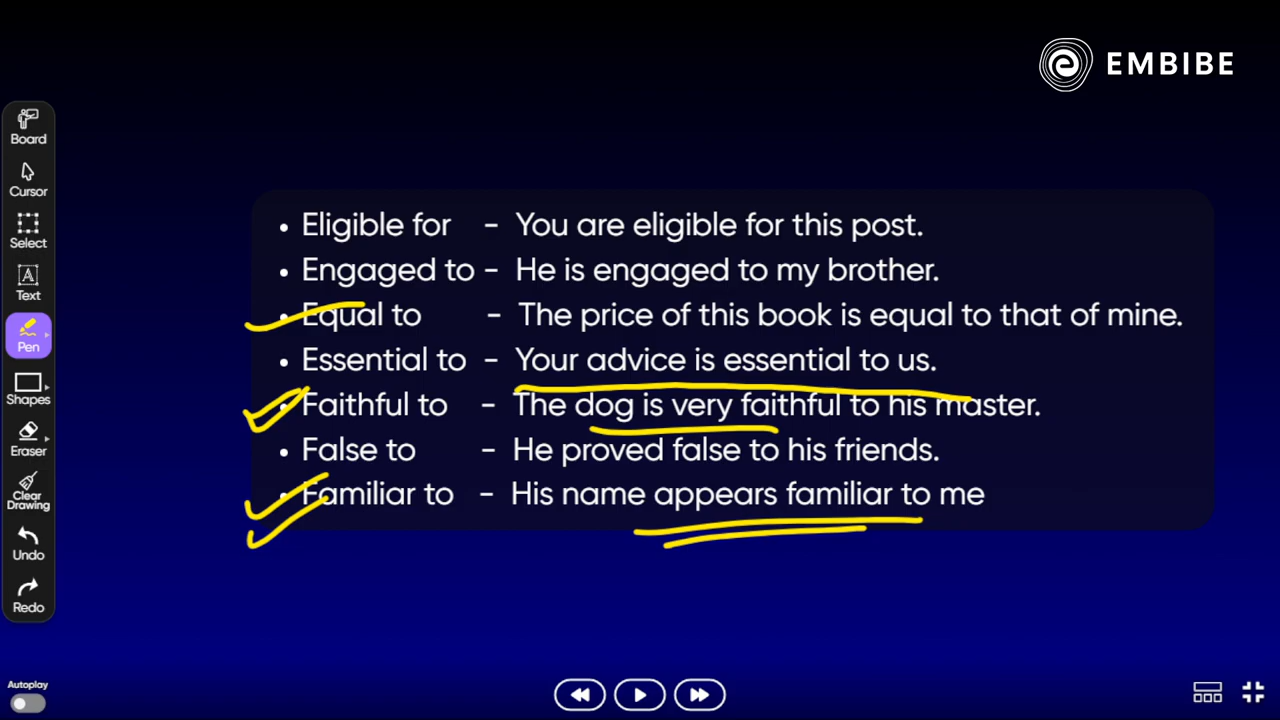 EMBIBE
Board
Cursor
Select
Text
Pen
Shapes
Eraser
Clear
Drawing
Undo
Redo
• Eligible for - You are eligible for this post.
• Engaged to - He is engaged to my brother.
• Equal to - The price of this book is equal to that of mine.
• Essential to - Your advice is essential to us.
• Faithful to - The dog is very faithful to his master.
• False to - He proved false to his friends.
• Familiar to - His name appears familiar to me
Autoplay